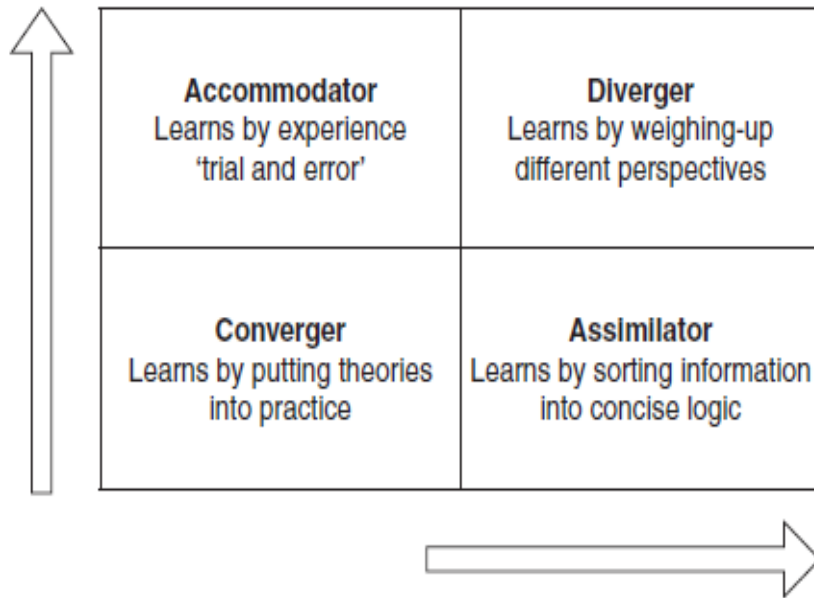 Accommodator
Learns by experience
‘trial and error’
Diverger
Learns by weighing-up
different perspectives
Converger
Learns by putting theories
into practice
Assimilator
Learns by sorting information
into concise logic